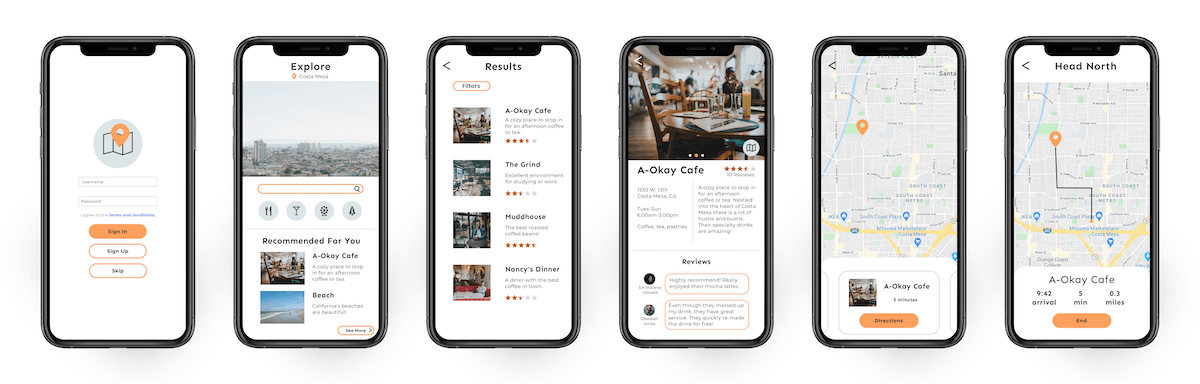 Username
Password
I agree to the terms and conditions.
Sign In
Sign Up
Skip
Explore
Costa Mesa
Recommended For You
A-Okay Cafe
A cozy place to stop
in for an afternoon
coffee or tea.
Beach
California's beaches
are beautiful!
See More
Results
Filters
A-Okay Cafe
A cozy place to stop in
for an afternoon coffee
or tea.
The Grind
Excellent environment
for studying or work.
Muddhouse
The best roasted
coffee beans!
Nancy's Dinner
A diner with the best
coffee in town.
A-Okay Cafe
10 Reviews
1330 W. 13th
Costa Mesa, CA
Tues-Sun:
6:00am-3:00pm
Coffee, tea, pastries
A cozy place to stop in
for an afternoon
coffee or tea. Nestled
into the heart of Costa
Mesa there is a lot of
hustle and bustle.
Their specialty drinks
are amazing!
Reviews
Highly recommend! Really
enjoyed their mocha lattes.
Even though they messed up
my drink, they have great
service. They quickly re-made
the drink for free!
Jones
Santa
SOUTH COAST
METRO
IKEA
South Coast Plaza
Mitsuwa Marketplace
Costa Mesa
A-Okay Cafe
5 minutes
Directions
Head North
SOUTH COAST
METRO
IKEA
South Coast Plaza
Mitsuwa Marketplace
Costa Mesa
Orange Coast
College
A-Okay Cafe
9:42
arrival
5
min
0.3
miles
End